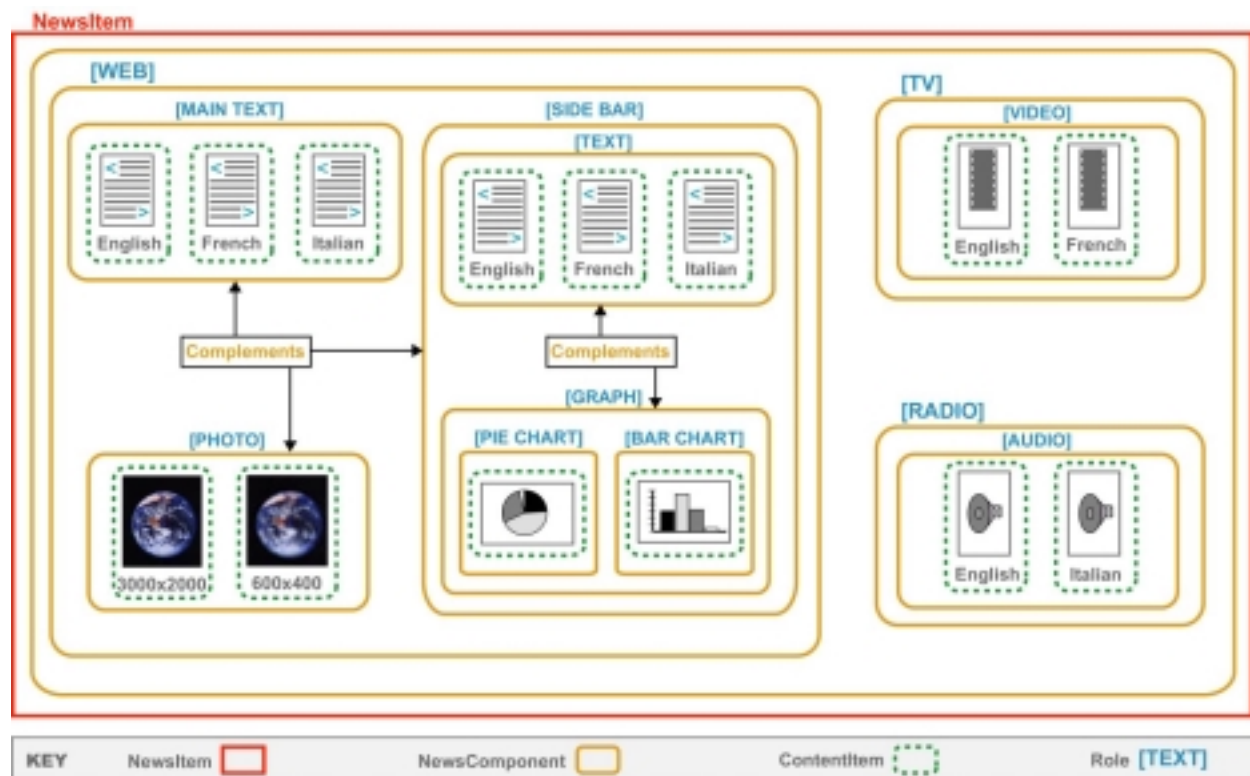 NewsItem
[WEB]
[MAIN TEXT]
English
French
Italian
Complements
[PHOTO]
3000x2000
600x400
[SIDE BAR]
[TEXT]
English
French
Italian
Complements
[GRAPH]
[PIE CHART]
[BAR CHART]
[TV]
[VIDEO]
English
French
[RADIO]
[AUDIO]
English
Italian
KEY NewsItem NewsComponent ContentItem Role [TEXT]